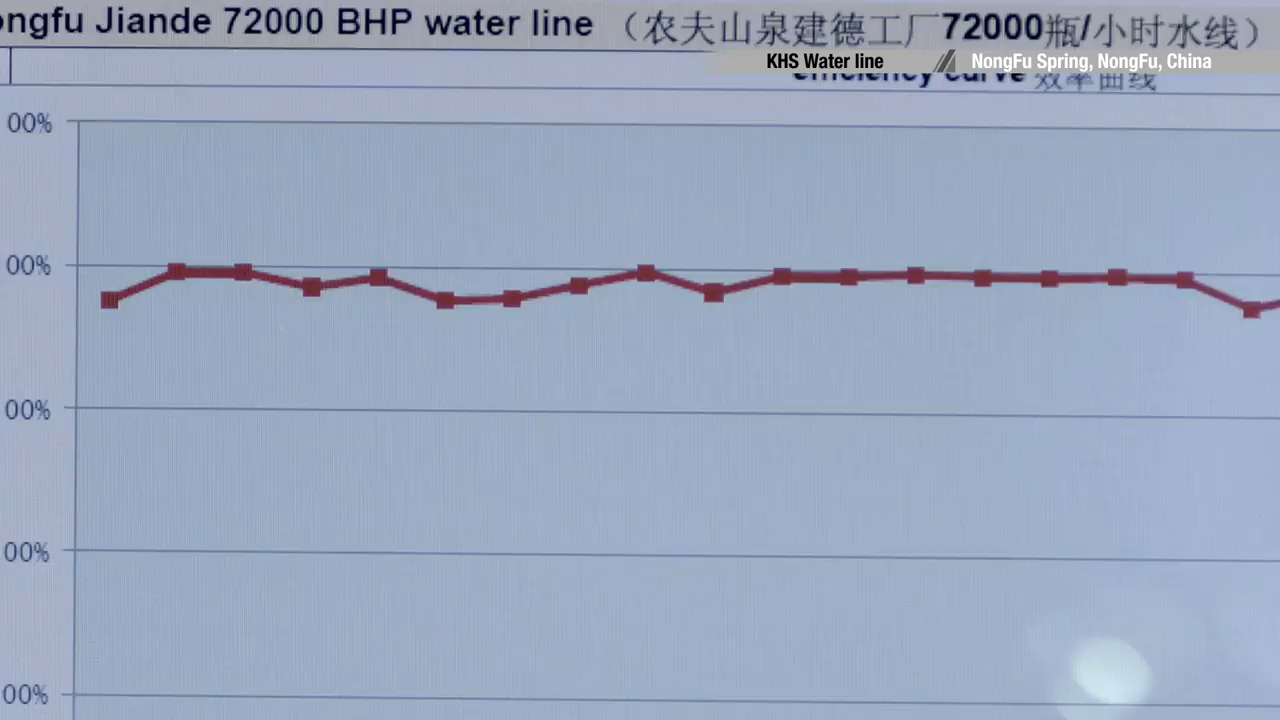 ongfu Jiande 72000 BHP water line （农夫山泉建德工厂72000瓶/小时水线）
KHS Water line // NongFu Spring, NongFu, China
efficiency curve 效率曲线
00%
00%
00%
00%
00%